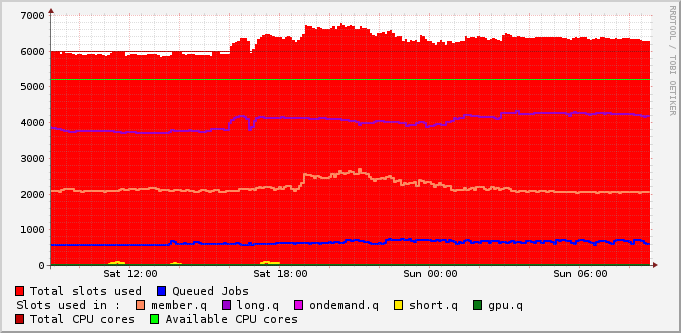 7000
6000
5000
4000
3000
2000
1000
0
Sat 12:00 Sat 18:00 Sun 00:00 Sun 06:00
Total slots used Queued Jobs
Slots used in : member.q long.q ondemand.q short.q gpu.q
Total CPU cores Available CPU cores
RRDTOOL / TOBI OETIKER